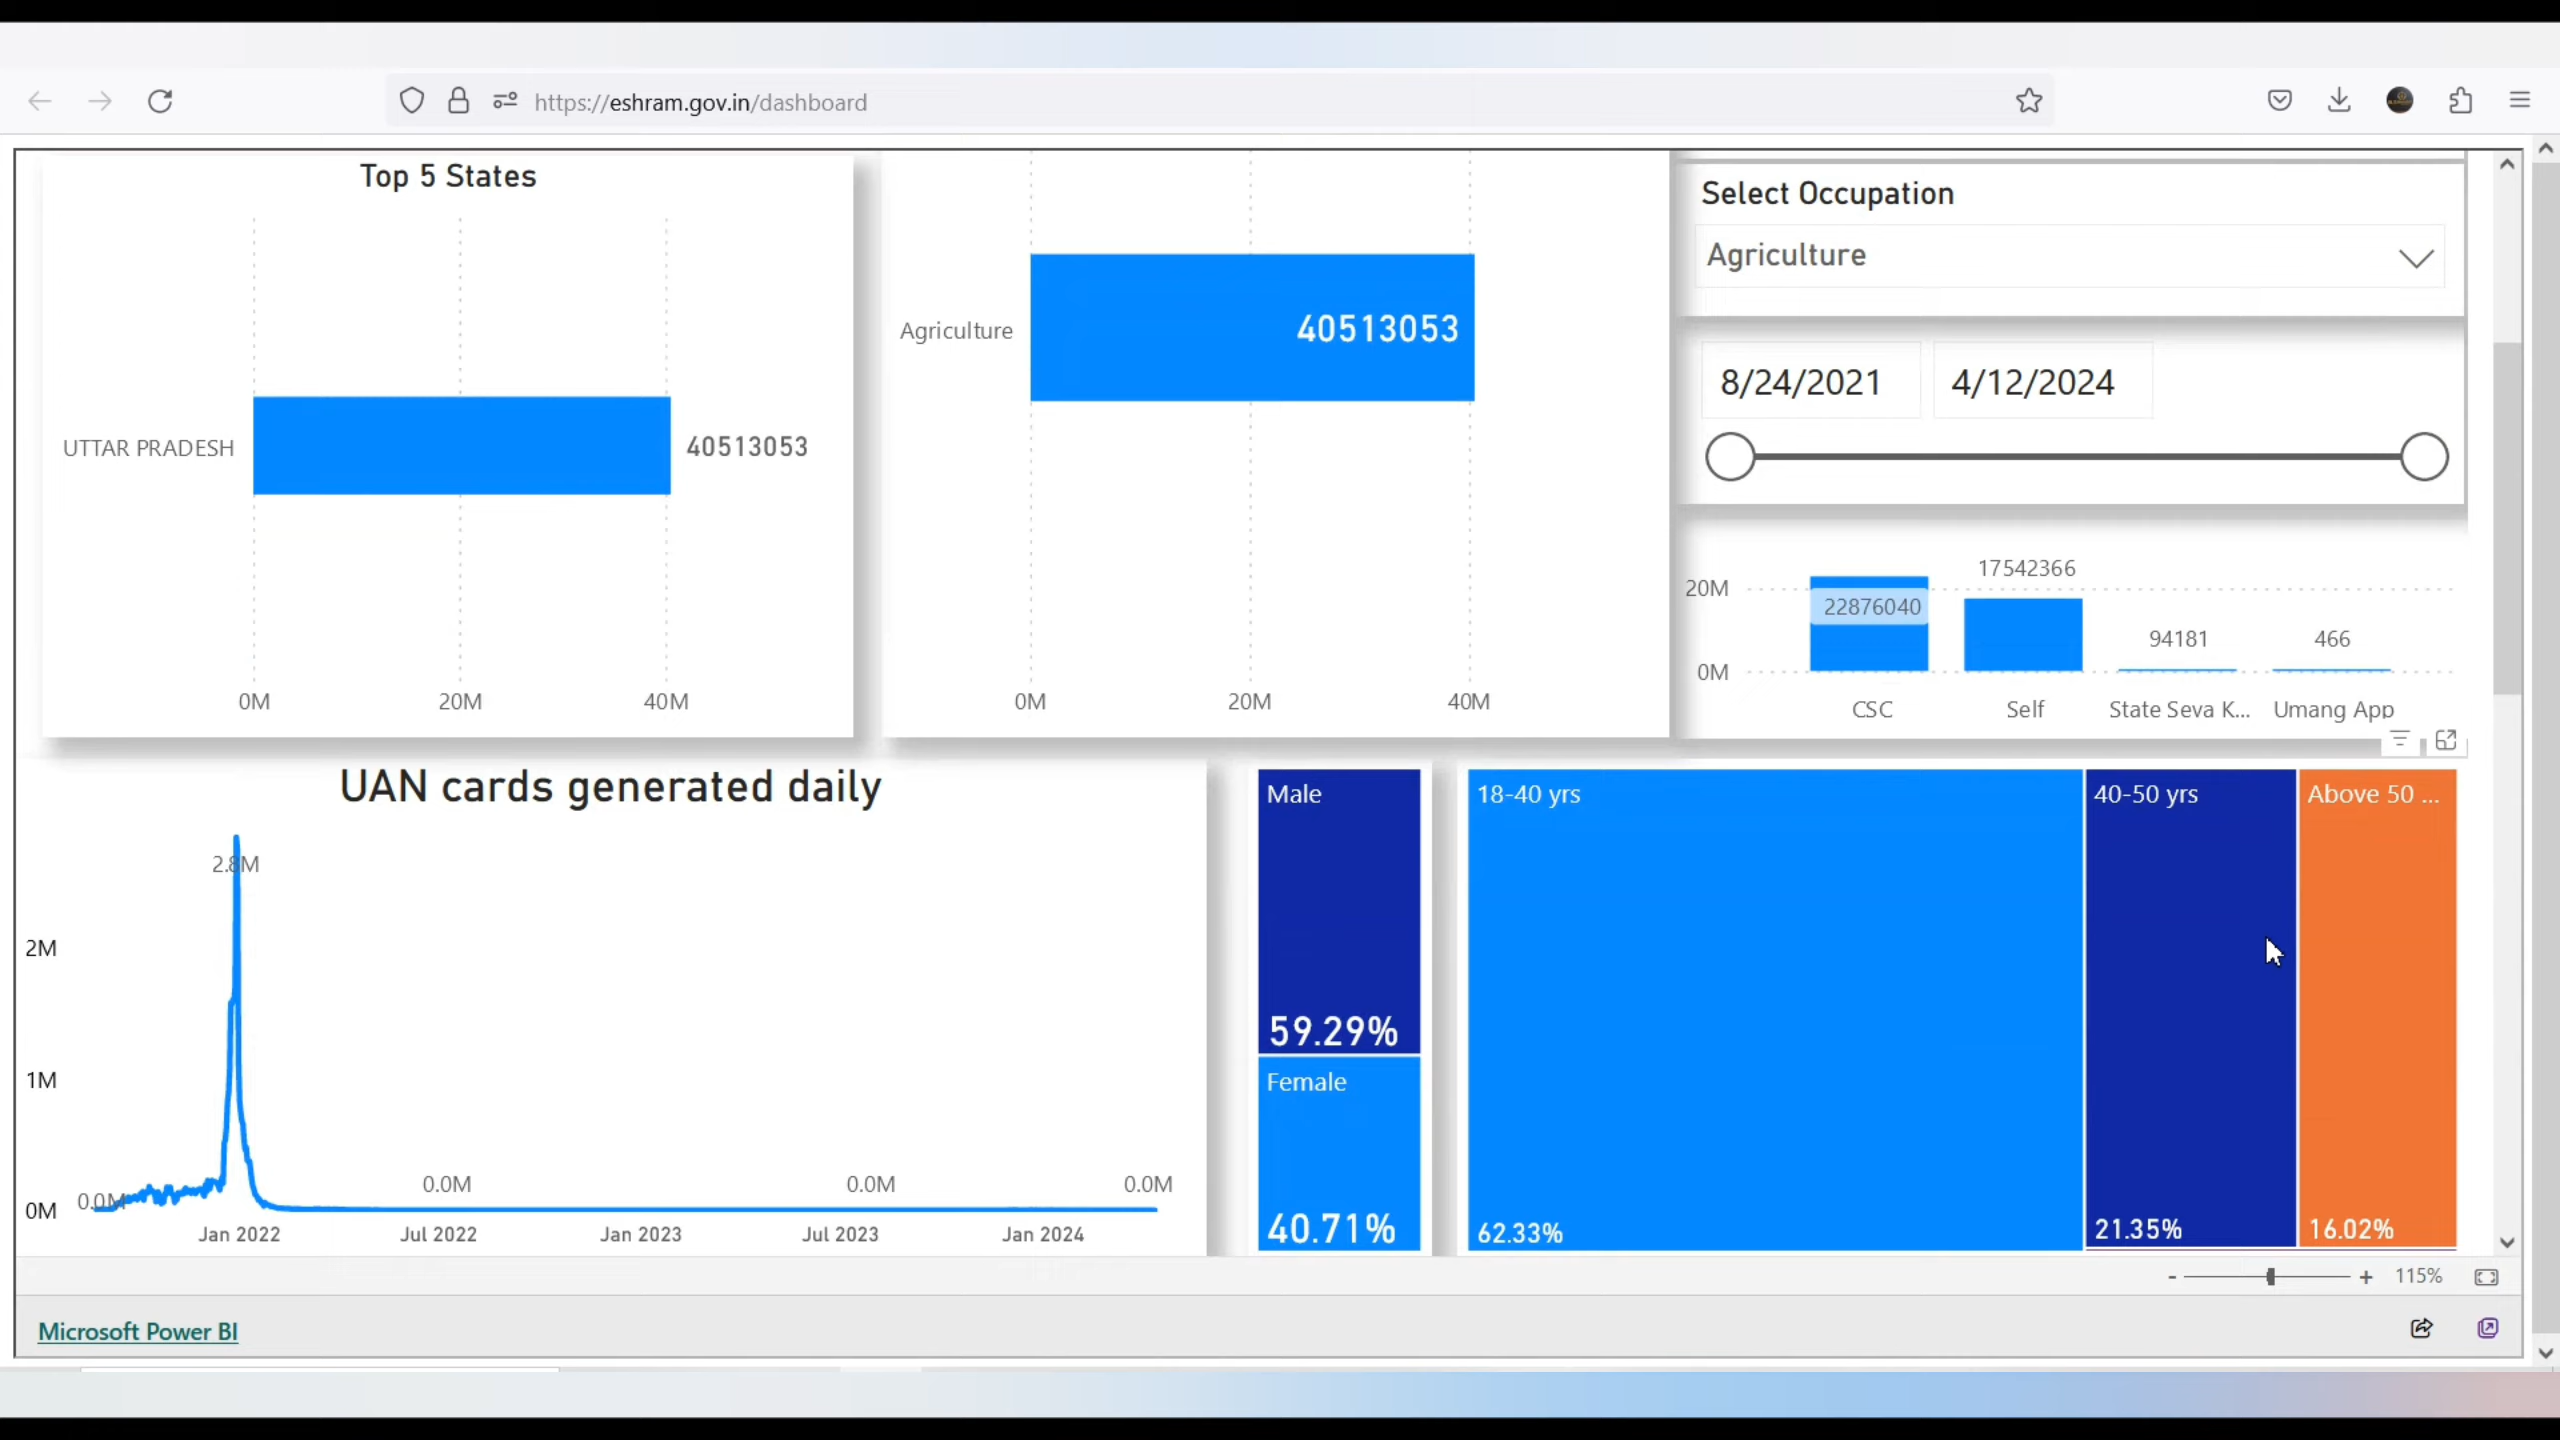 https://eshram.gov.in/dashboard
Top 5 States
UTTAR PRADESH
40513053
0M 20M 40M
Agriculture
40513053
0M 20M 40M
Select Occupation
Agriculture
8/24/2021 4/12/2024
20M
0M
22876040
17542366
94181
466
CSC Self State Seva K... Umang App
UAN cards generated daily
2.8M
2M
1M
0M
0.0M
0.0M
0.0M
0.0M
Jan 2022 Jul 2022 Jan 2023 Jul 2023 Jan 2024
Male
59.29%
Female
40.71%
18-40 yrs
62.33%
40-50 yrs
21.35%
Above 50 ...
16.02%
- + 115%
Microsoft Power BI